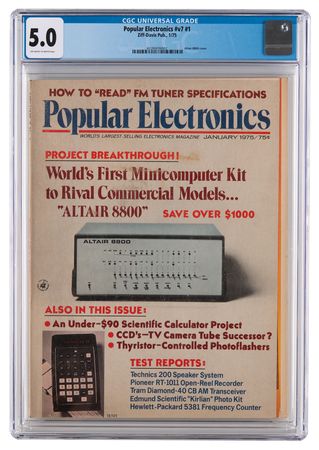 CGC UNIVERSAL GRADE
5.0
Popular Electronics #v7 #1
Ziff-Davis Pub., 1/75
HOW TO "READ" FM TUNER SPECIFICATIONS
Popular Electronics
WORLD'S LARGEST-SELLING ELECTRONICS MAGAZINE JANUARY 1975/75¢
PROJECT BREAKTHROUGH!
World's First Minicomputer Kit
to Rival Commercial Models...
"ALTAIR 8800" SAVE OVER $1000
ALTAIR 8800
ALSO IN THIS ISSUE:
● An Under-$90 Scientific Calculator Project
● CCD's—TV Camera Tube Successor?
● Thyristor-Controlled Photoflashers
TEST REPORTS:
Technics 200 Speaker System
Pioneer RT-1011 Open-Reel Recorder
Tram Diamond-40 CB AM Transceiver
Edmund Scientific "Kirlian" Photo Kit
Hewlett-Packard 5381 Frequency Counter